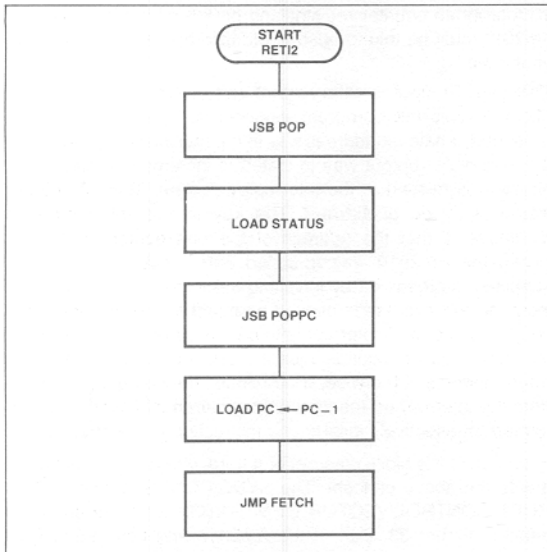 START
RETI2
JSB POP
LOAD STATUS
JSB POPPC
LOAD PC ← PC – 1
JMP FETCH